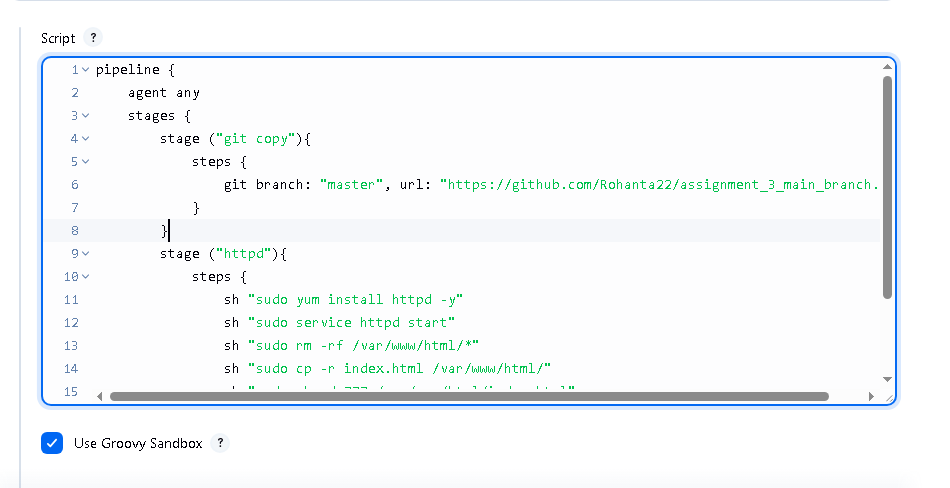 Script ?
1 pipeline {
2 agent any
3 stages {
4 stage ("git copy"){
5 steps {
6 git branch: "master", url: "https://github.com/Rohanta22/assignment_3_main_branch.
7 }
8 }
9 stage ("httpd"){
10 steps {
11 sh "sudo yum install httpd -y"
12 sh "sudo service httpd start"
13 sh "sudo rm -rf /var/www/html/*"
14 sh "sudo cp -r index.html /var/www/html/"
15
Use Groovy Sandbox ?